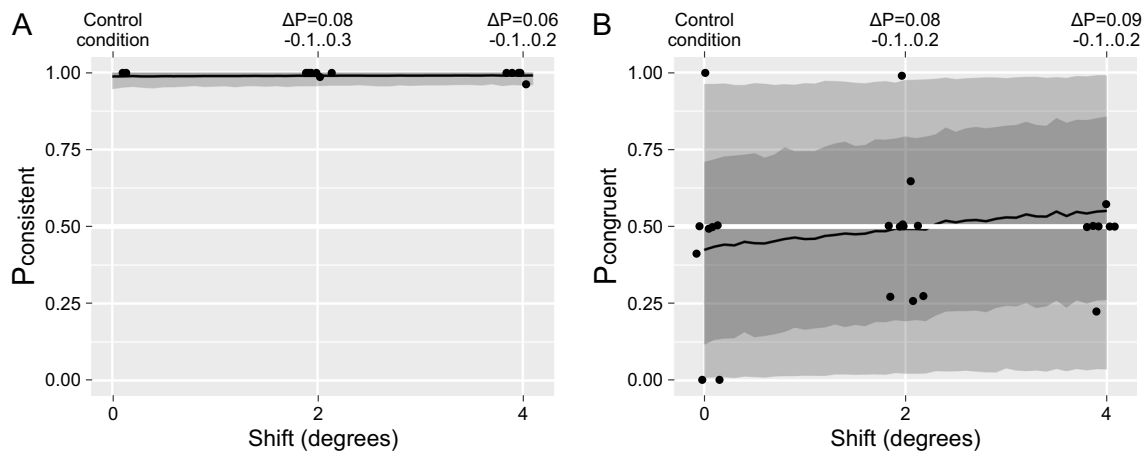 A
Control condition
ΔP=0.08
-0.1..0.3
ΔP=0.06
-0.1..0.2
Pconsistent
1.00
0.75
0.50
0.25
0.00
0
2
4
Shift (degrees)
B
Control condition
ΔP=0.08
-0.1..0.2
ΔP=0.09
-0.1..0.2
Pcongruent
1.00
0.75
0.50
0.25
0.00
0
2
4
Shift (degrees)